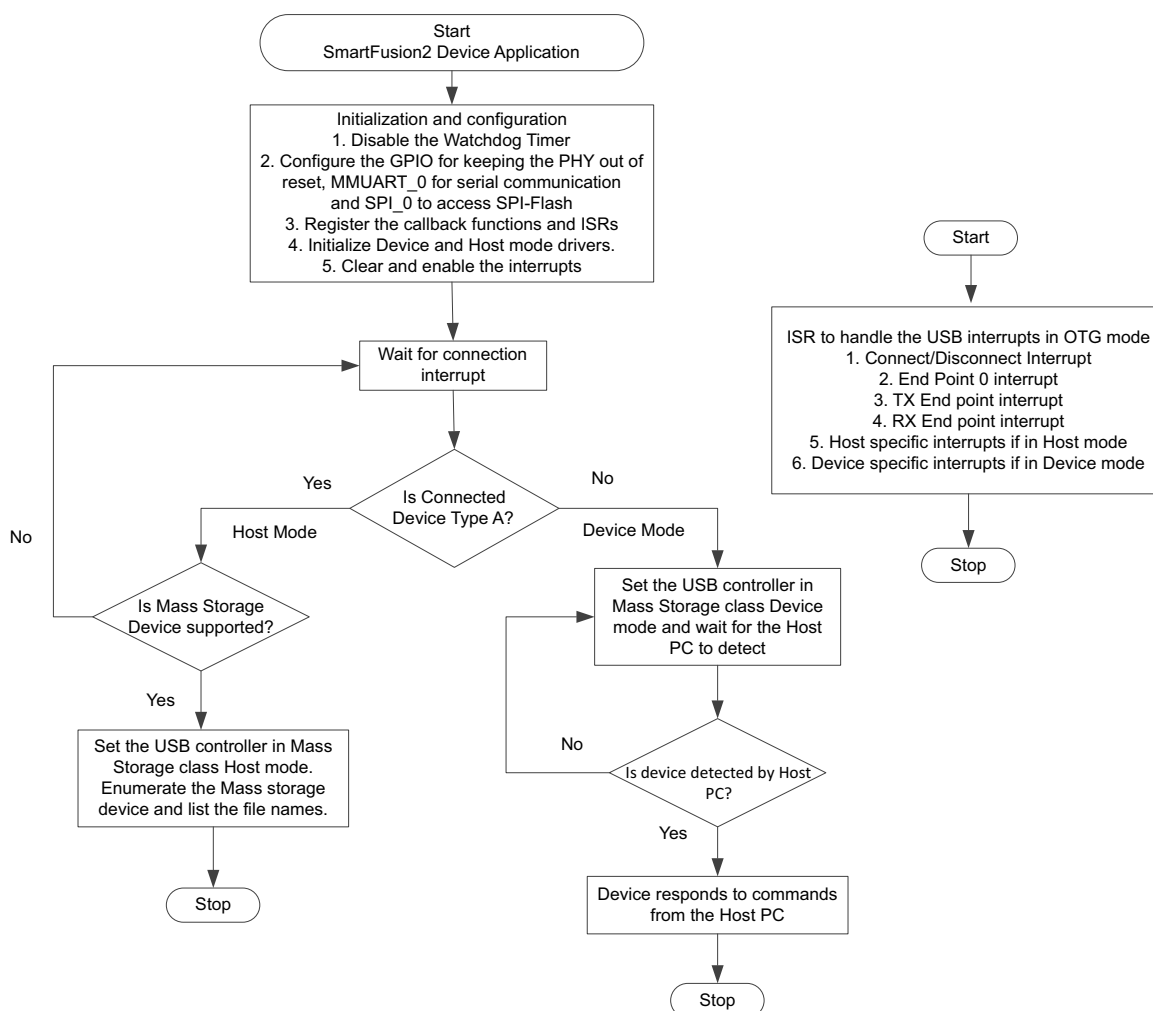 Start
SmartFusion2 Device Application
Initialization and configuration
1. Disable the Watchdog Timer
2. Configure the GPIO for keeping the PHY out of
reset, MMUART_0 for serial communication
and SPI_0 to access SPI-Flash
3. Register the callback functions and ISRs
4. Initialize Device and Host mode drivers.
5. Clear and enable the interrupts
Wait for connection
interrupt
Is Connected
Device Type A?
Yes
No
Host Mode
Device Mode
No
Is Mass Storage
Device supported?
Yes
Set the USB controller in Mass
Storage class Host mode.
Enumerate the Mass storage
device and list the file names.
Stop
Set the USB controller in
Mass Storage class Device
mode and wait for the Host
PC to detect
No
Is device detected by Host
PC?
Yes
Device responds to commands
from the Host PC
Stop
Start
ISR to handle the USB interrupts in OTG mode
1. Connect/Disconnect Interrupt
2. End Point 0 interrupt
3. TX End point interrupt
4. RX End point interrupt
5. Host specific interrupts if in Host mode
6. Device specific interrupts if in Device mode
Stop